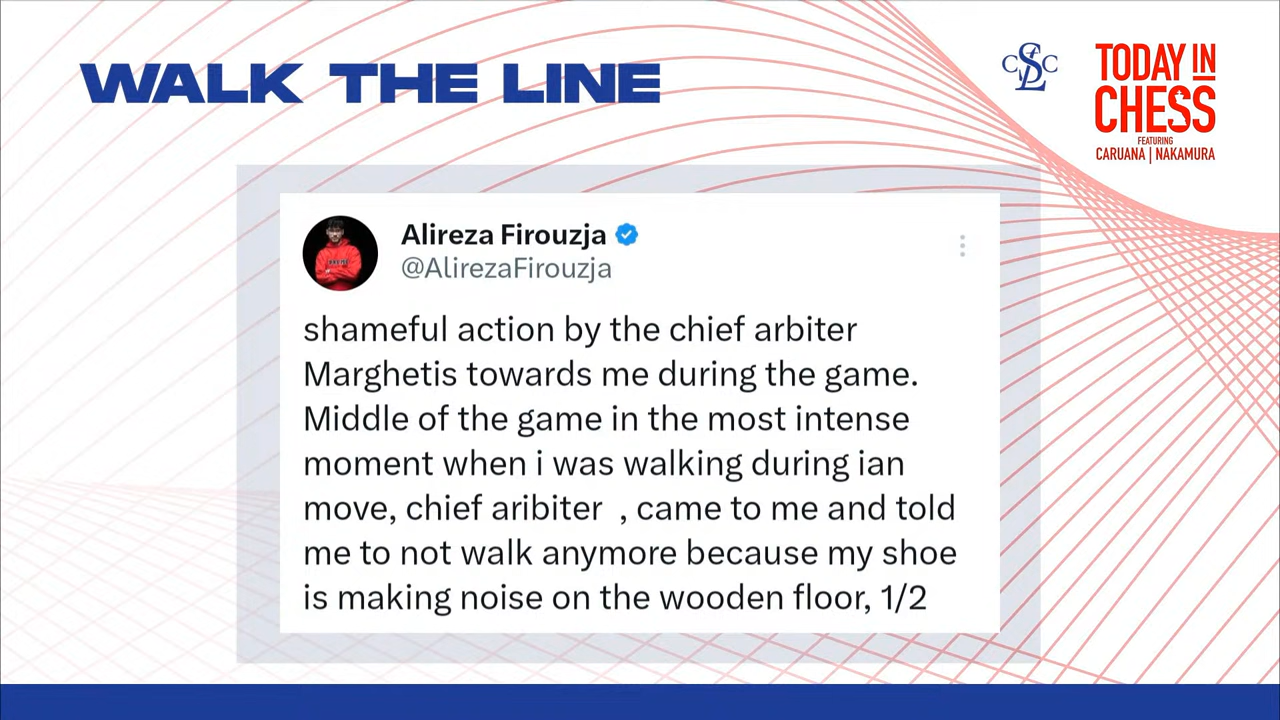 WALK THE LINE
CSLC
TODAY IN
CHESS
FEATURING
CARUANA | NAKAMURA
Alireza Firouzja
@AlirezaFirouzja
shameful action by the chief arbiter
Marghetis towards me during the game.
Middle of the game in the most intense
moment when i was walking during ian
move, chief aribiter  , came to me and told
me to not walk anymore because my shoe
is making noise on the wooden floor, 1/2